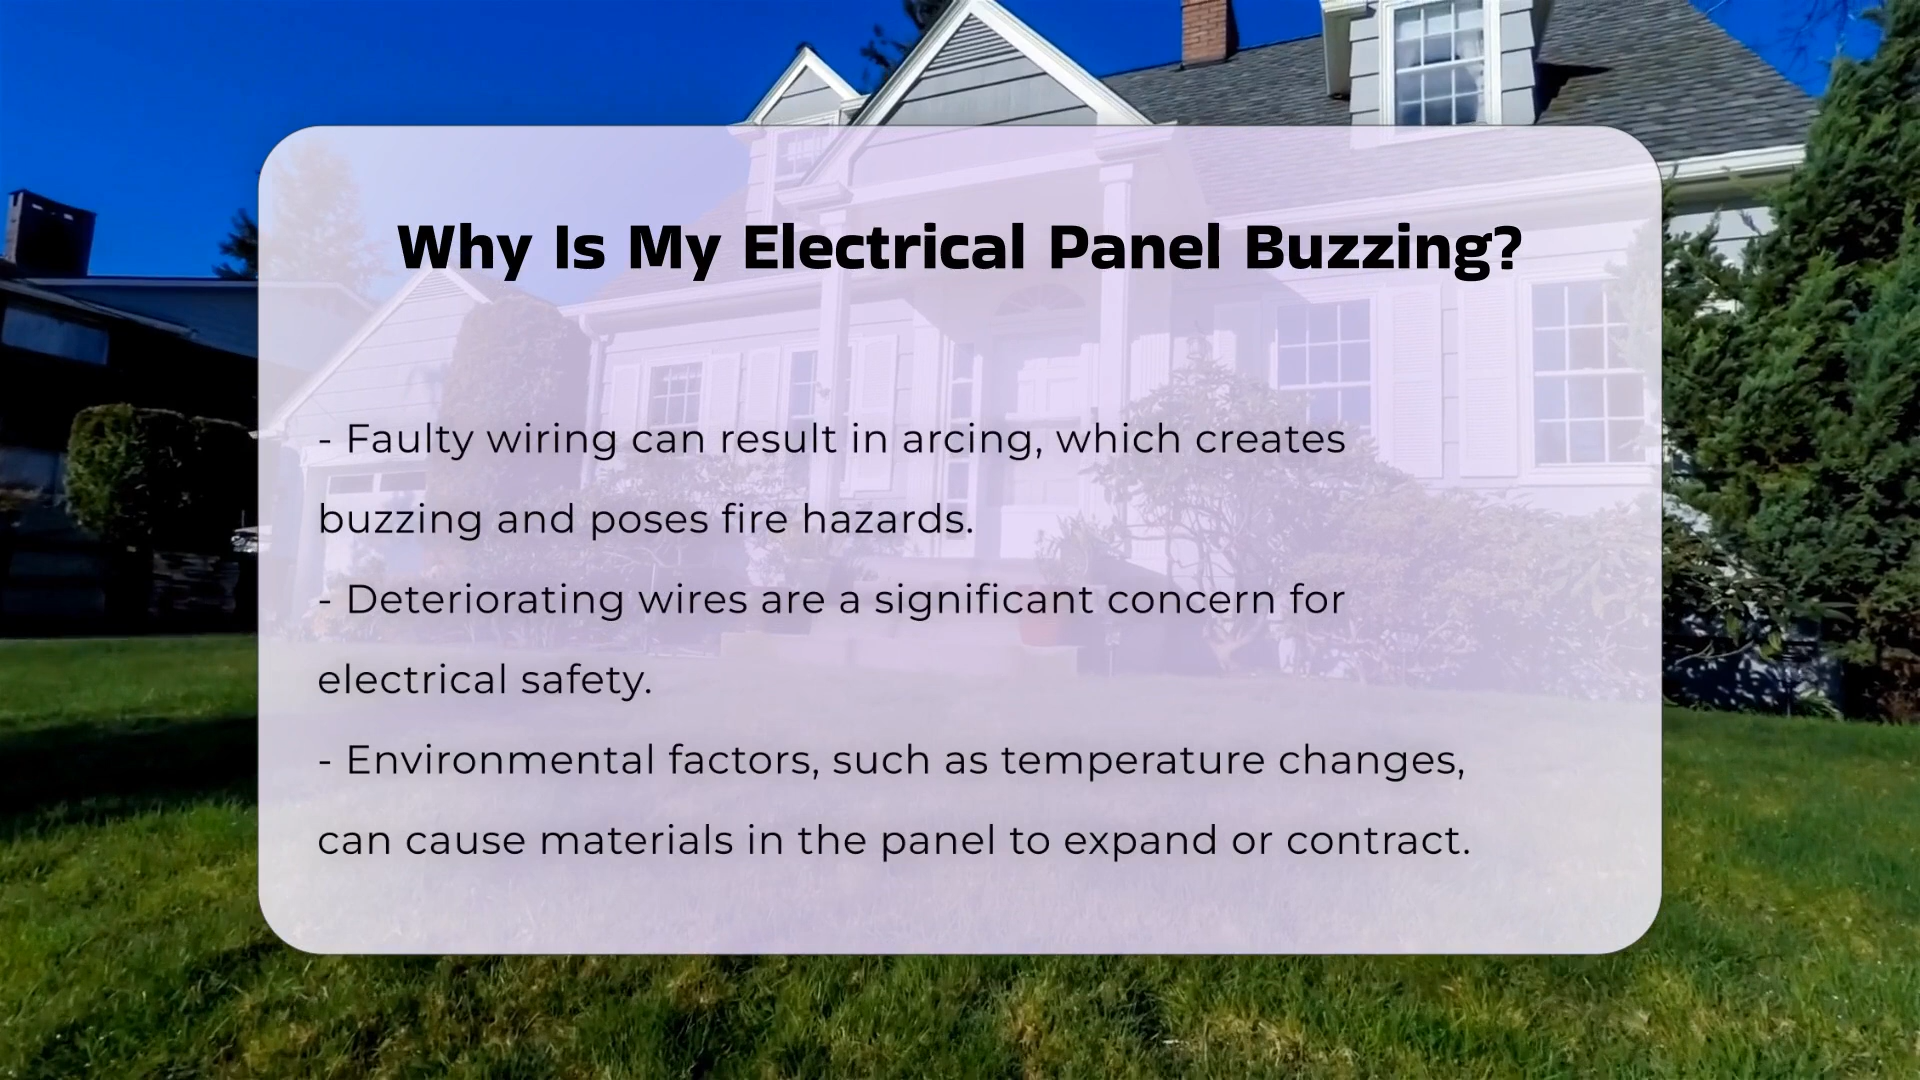 Why Is My Electrical Panel Buzzing?
- Faulty wiring can result in arcing, which creates
buzzing and poses fire hazards.
- Deteriorating wires are a significant concern for
electrical safety.
- Environmental factors, such as temperature changes,
can cause materials in the panel to expand or contract.